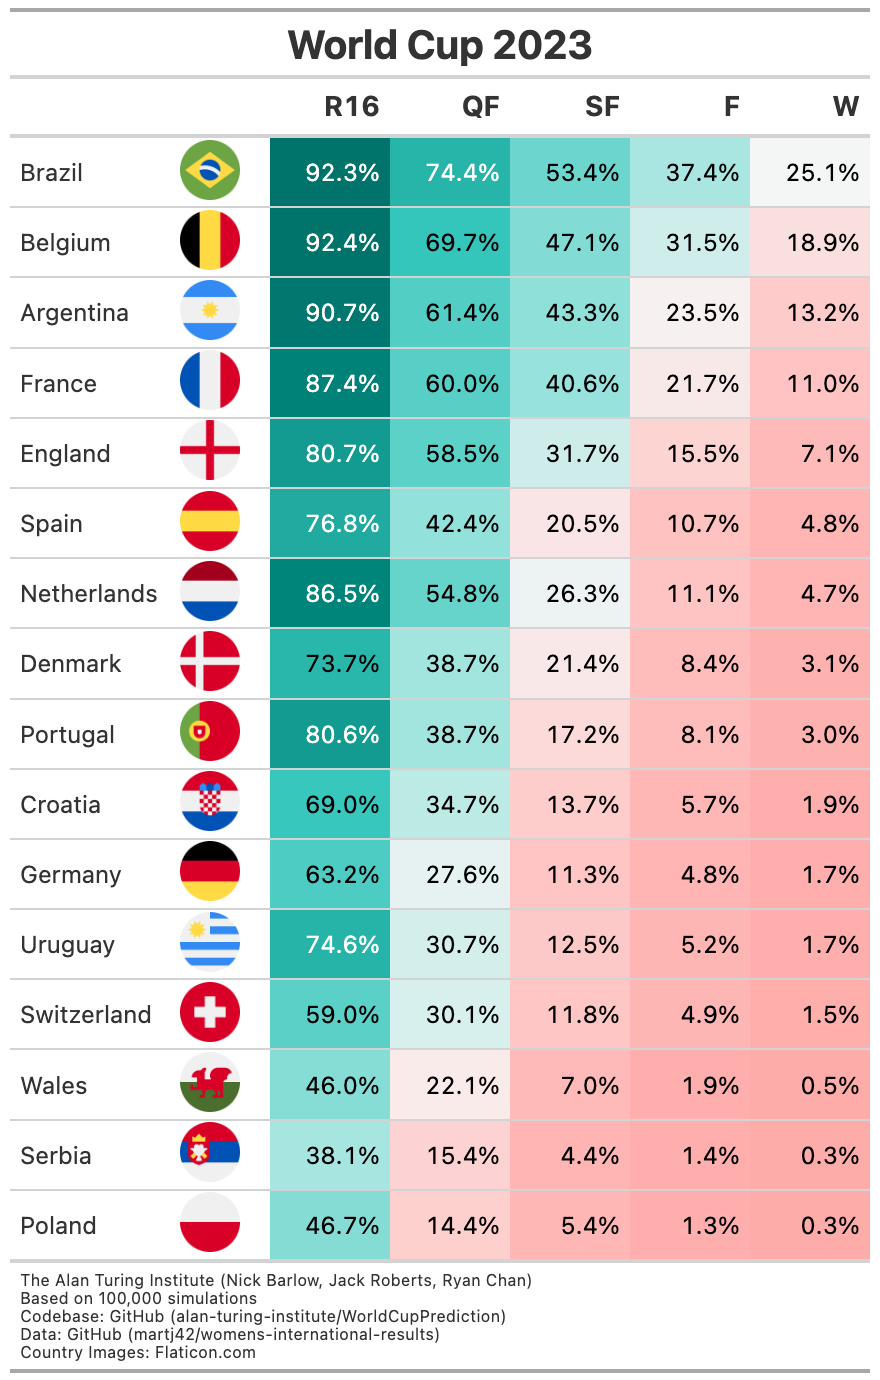 World Cup 2023
R16 QF SF F W
Brazil 92.3% 74.4% 53.4% 37.4% 25.1%
Belgium 92.4% 69.7% 47.1% 31.5% 18.9%
Argentina 90.7% 61.4% 43.3% 23.5% 13.2%
France 87.4% 60.0% 40.6% 21.7% 11.0%
England 80.7% 58.5% 31.7% 15.5% 7.1%
Spain 76.8% 42.4% 20.5% 10.7% 4.8%
Netherlands 86.5% 54.8% 26.3% 11.1% 4.7%
Denmark 73.7% 38.7% 21.4% 8.4% 3.1%
Portugal 80.6% 38.7% 17.2% 8.1% 3.0%
Croatia 69.0% 34.7% 13.7% 5.7% 1.9%
Germany 63.2% 27.6% 11.3% 4.8% 1.7%
Uruguay 74.6% 30.7% 12.5% 5.2% 1.7%
Switzerland 59.0% 30.1% 11.8% 4.9% 1.5%
Wales 46.0% 22.1% 7.0% 1.9% 0.5%
Serbia 38.1% 15.4% 4.4% 1.4% 0.3%
Poland 46.7% 14.4% 5.4% 1.3% 0.3%
The Alan Turing Institute (Nick Barlow, Jack Roberts, Ryan Chan)
Based on 100,000 simulations
Codebase: GitHub (alan-turing-institute/WorldCupPrediction)
Data: GitHub (martj42/womens-international-results)
Country Images: Flaticon.com